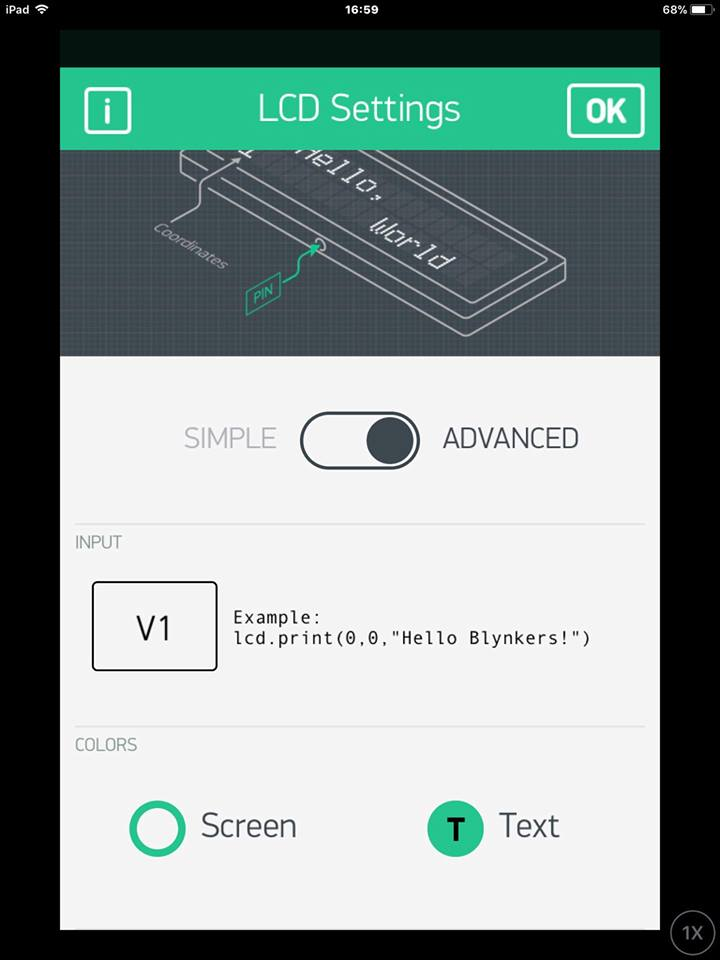 iPad 16:59 68%
i LCD Settings OK
Hello,
World
Coordinates
PIN
SIMPLE ADVANCED
INPUT
V1
Example:
lcd.print(0,0,"Hello Blynkers!")
COLORS
Screen T Text
1X